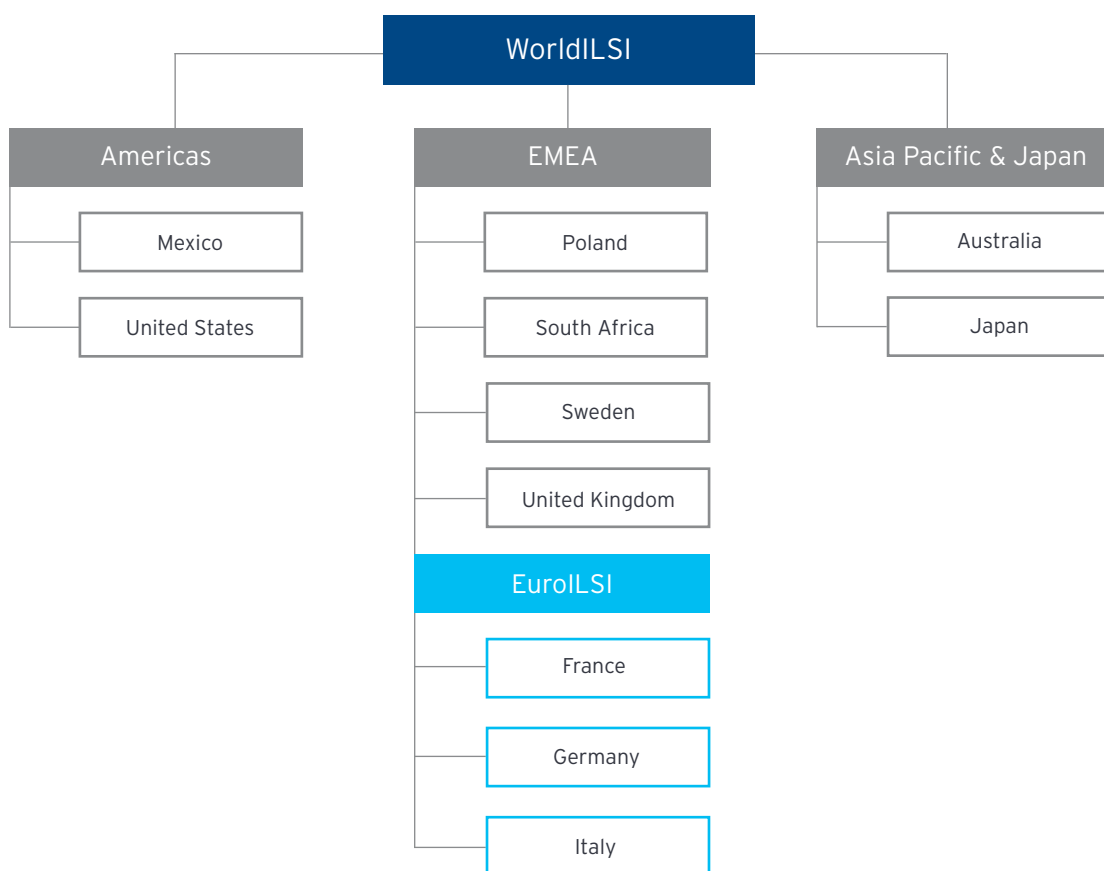 WorldILSI
Americas
Mexico
United States
EMEA
Poland
South Africa
Sweden
United Kingdom
EuroILSI
France
Germany
Italy
Asia Pacific & Japan
Australia
Japan